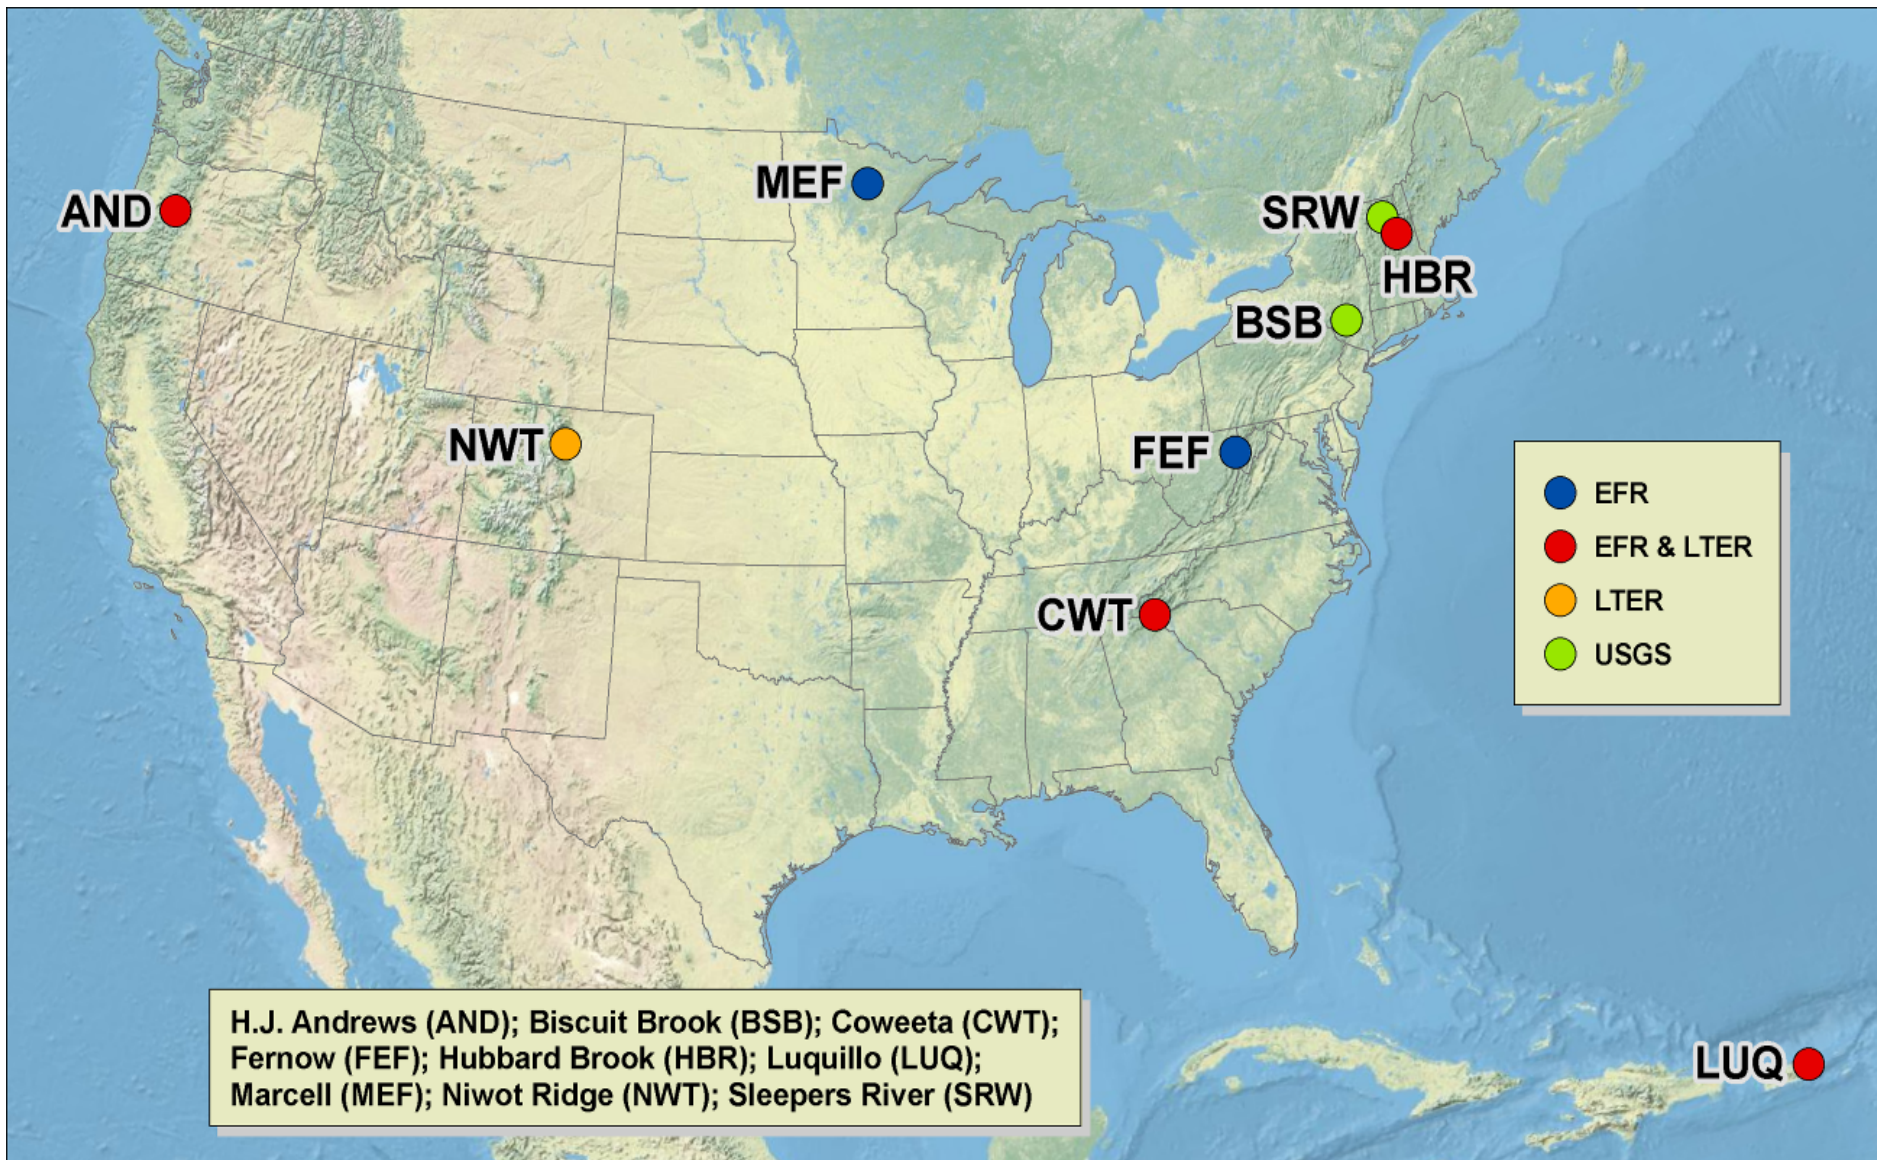 MEF
AND
SRW
HBR
BSB
NWT
FEF
EFR
EFR & LTER
LTER
USGS
CWT
H.J. Andrews (AND); Biscuit Brook (BSB); Coweeta (CWT);
Fernow (FEF); Hubbard Brook (HBR); Luquillo (LUQ);
Marcell (MEF); Niwot Ridge (NWT); Sleepers River (SRW)
LUQ